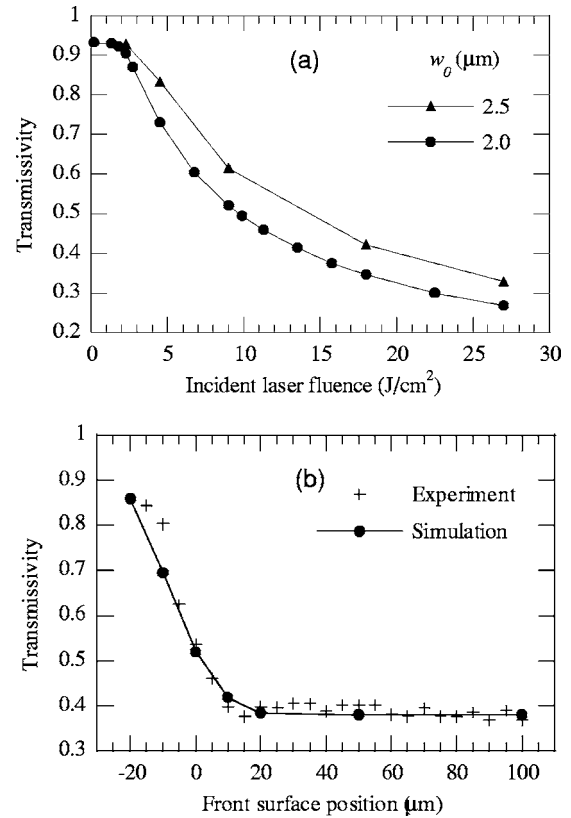 1
0.9
0.8
0.7
0.6
0.5
0.4
0.3
0.2
Transmissivity
(a)
w0 (μm)
2.5
2.0
0 5 10 15 20 25 30
Incident laser fluence (J/cm2)
1
0.9
0.8
0.7
0.6
0.5
0.4
0.3
Transmissivity
(b)
Experiment
Simulation
-20 0 20 40 60 80 100
Front surface position (μm)